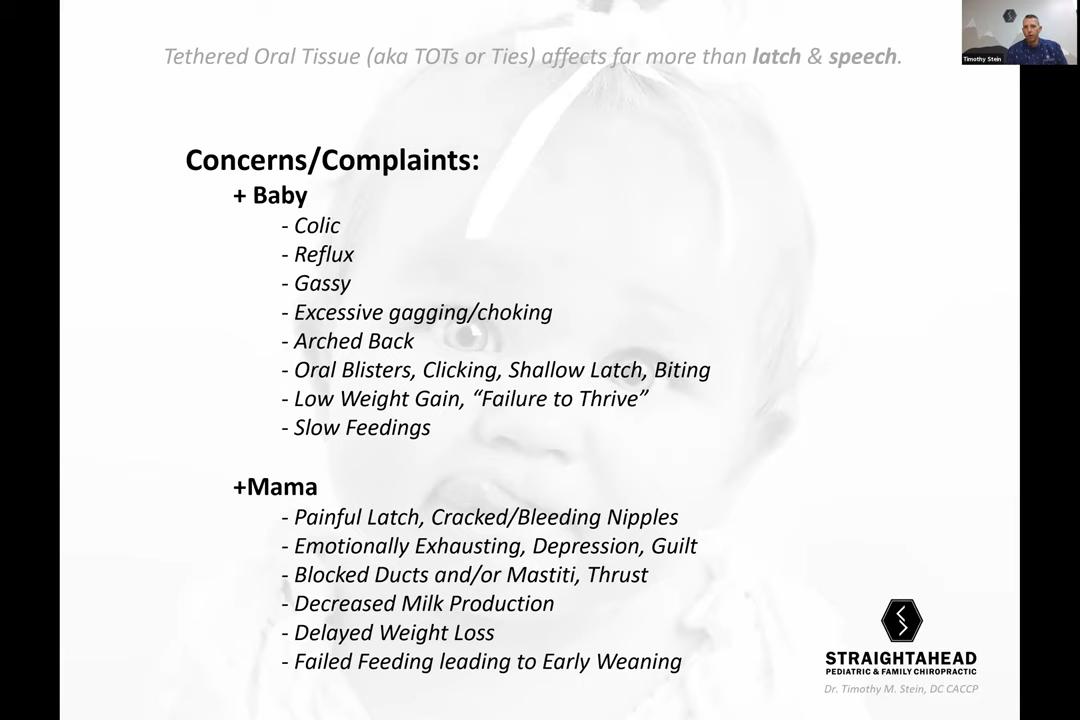 Tethered Oral Tissue (aka TOTs or Ties) affects far more than latch & speech.
Timothy Stein
Concerns/Complaints:
+ Baby
- Colic
- Reflux
- Gassy
- Excessive gagging/choking
- Arched Back
- Oral Blisters, Clicking, Shallow Latch, Biting
- Low Weight Gain, “Failure to Thrive”
- Slow Feedings
+Mama
- Painful Latch, Cracked/Bleeding Nipples
- Emotionally Exhausting, Depression, Guilt
- Blocked Ducts and/or Mastiti, Thrust
- Decreased Milk Production
- Delayed Weight Loss
- Failed Feeding leading to Early Weaning
STRAIGHTAHEAD
PEDIATRIC & FAMILY CHIROPRACTIC
Dr. Timothy M. Stein, DC CACCP